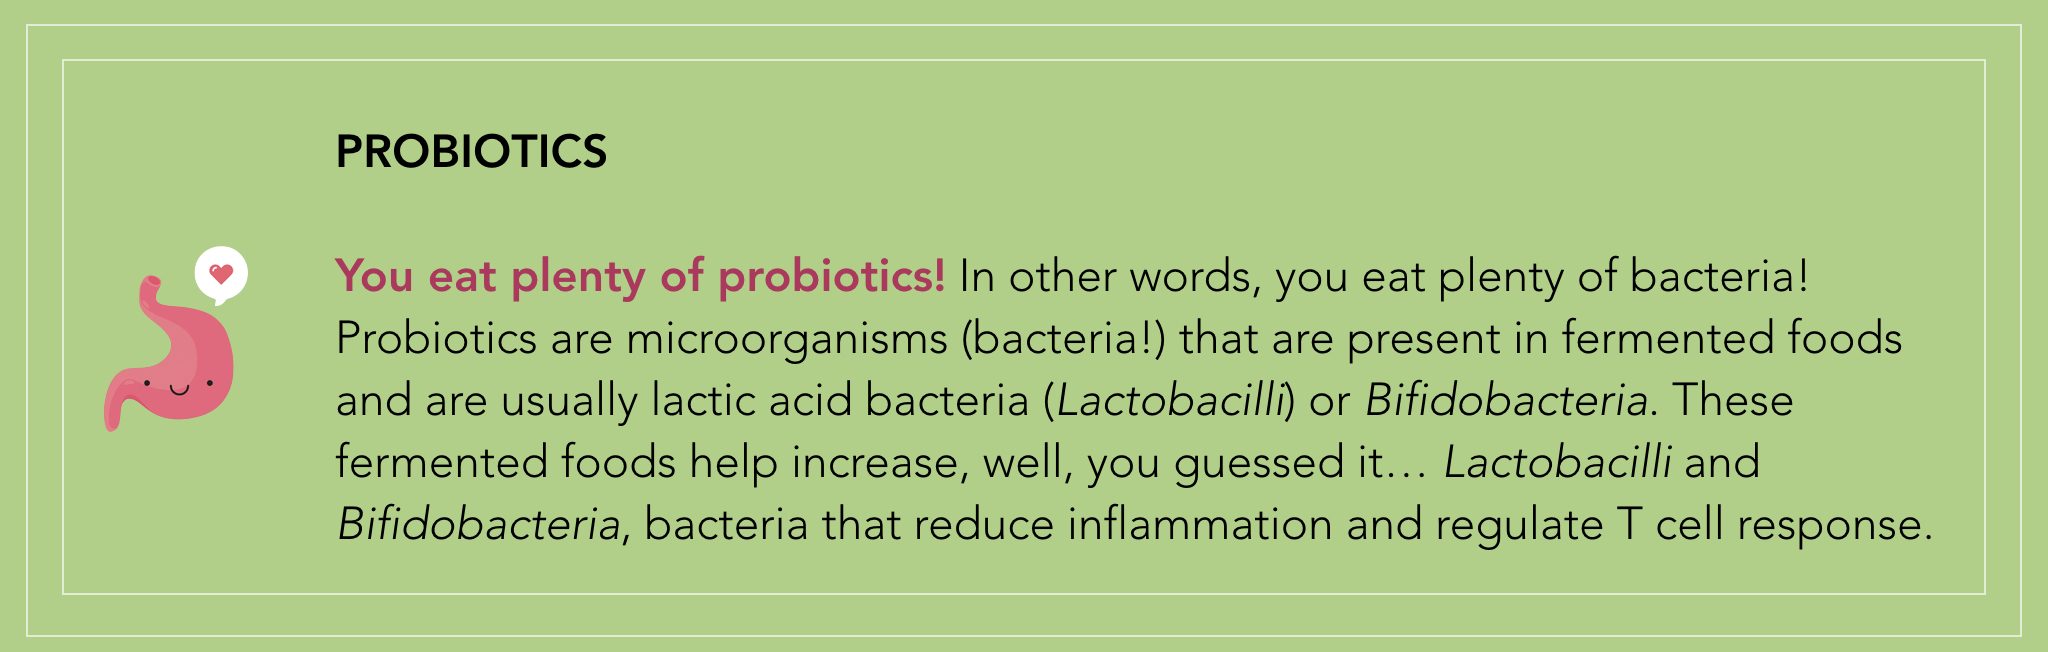 PROBIOTICS
You eat plenty of probiotics! In other words, you eat plenty of bacteria!
Probiotics are microorganisms (bacteria!) that are present in fermented foods
and are usually lactic acid bacteria (Lactobacilli) or Bifidobacteria. These
fermented foods help increase, well, you guessed it… Lactobacilli and
Bifidobacteria, bacteria that reduce inflammation and regulate T cell response.